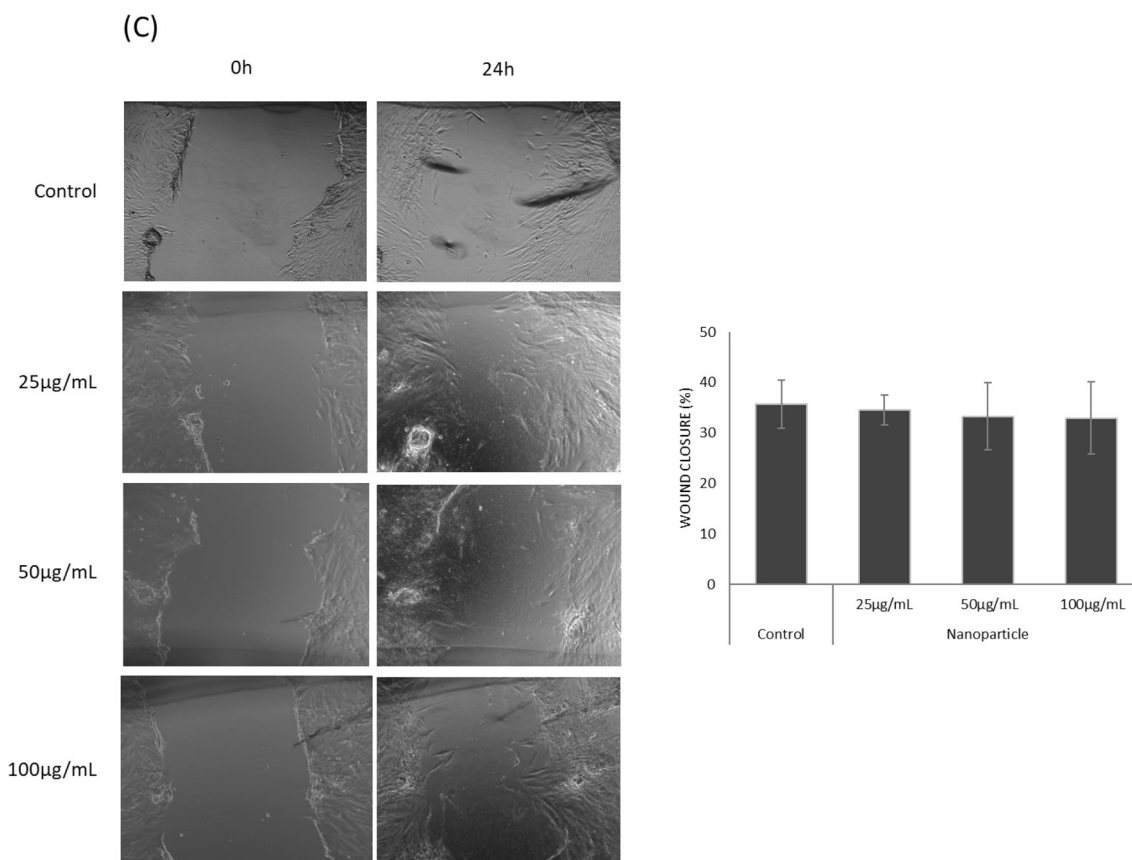 (C)
0h 24h
Control
25µg/mL
50µg/mL
100µg/mL
50
40
30
20
10
0
WOUND CLOSURE (%)
25µg/mL 50µg/mL 100µg/mL
Control Nanoparticle